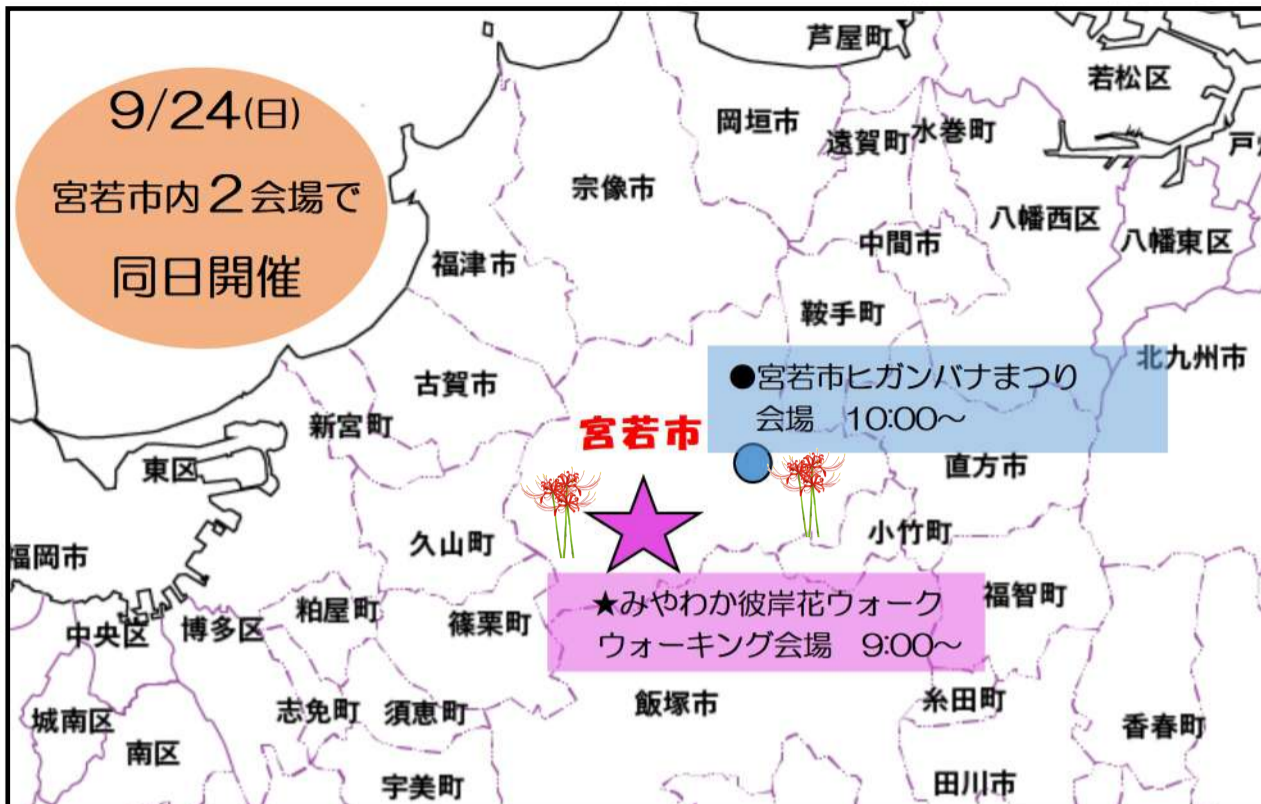 9/24(日)
宮若市内２会場で
同日開催
芦屋町
若松区
岡垣市
遠賀町
水巻町
宗像市
八幡西区
八幡東区
中間市
福津市
鞍手町
北九州市
●宮若市ヒガンバナまつり
会場　10:00～
古賀市
新宮町
宮若市
東区
直方市
久山町
小竹町
福岡市
粕屋町
篠栗町
★みやわか彼岸花ウォーク
ウォーキング会場　9:00～
福智町
中央区
博多区
城南区
志免町
須恵町
飯塚市
糸田町
香春町
南区
宇美町
田川市